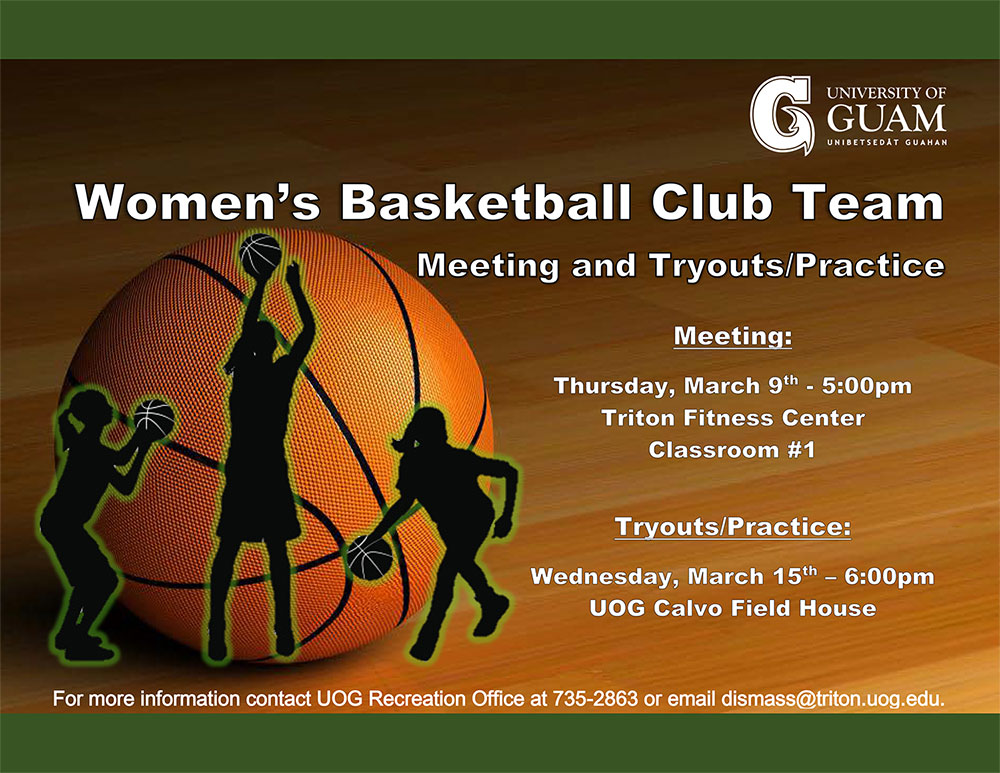 UNIVERSITY OF
GUAM
UNIBETSEDÅT GUAHAN
Women's Basketball Club Team
Meeting and Tryouts/Practice
Meeting:
Thursday, March 9th - 5:00pm
Triton Fitness Center
Classroom #1
Tryouts/Practice:
Wednesday, March 15th – 6:00pm
UOG Calvo Field House
For more information contact UOG Recreation Office at 735-2863 or email dismass@triton.uog.edu.